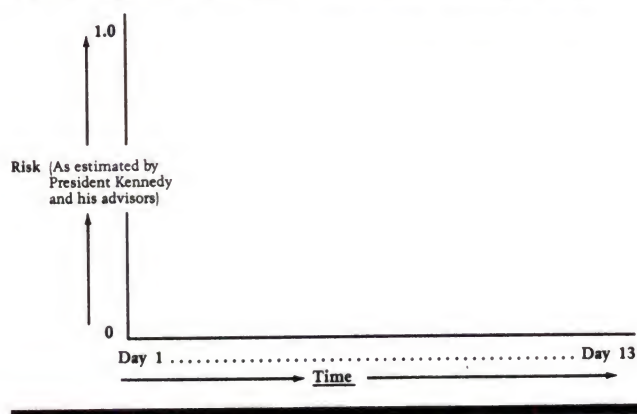 1.0
Risk (As estimated by
President Kennedy
and his advisors)
0
Day 1 ............................................. Day 13
Time